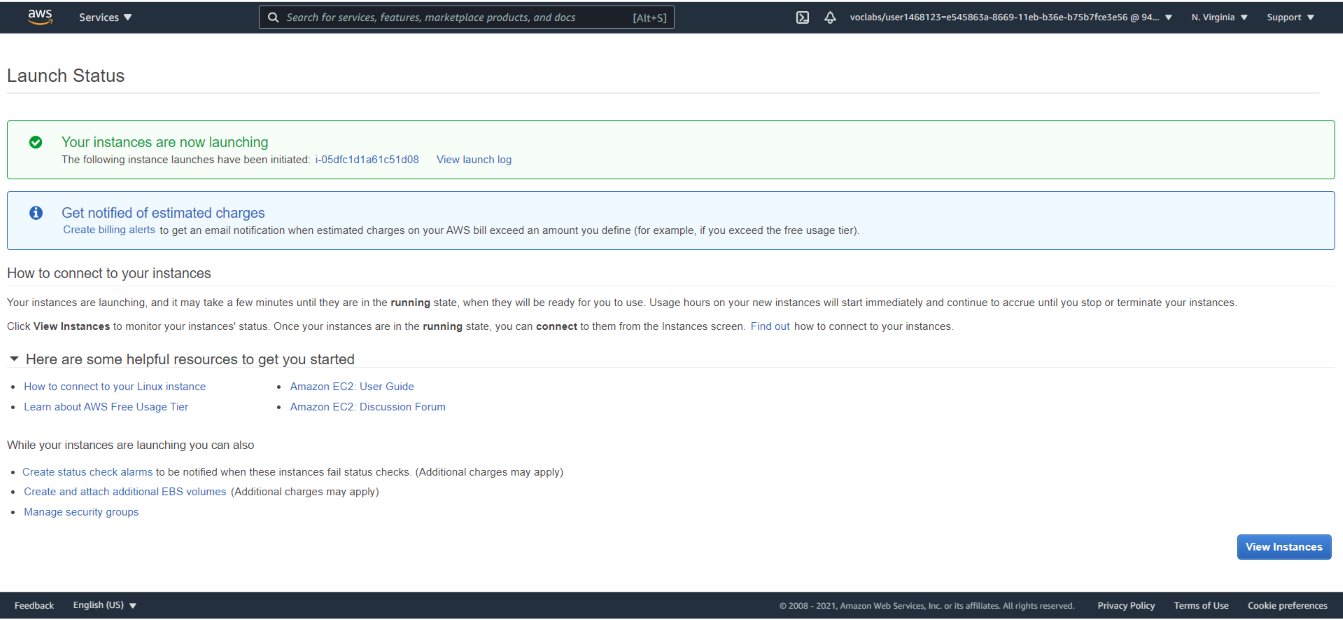 aws Services Search for services, features, marketplace products, and docs [Alt+S] voclabs/user1468123=e545863a-8669-11eb-b36e-b75b7fce3e56 @ 94... N. Virginia Support
Launch Status
Your instances are now launching
The following instance launches have been initiated: i-05dfc1d1a61c51d08 View launch log
Get notified of estimated charges
Create billing alerts to get an email notification when estimated charges on your AWS bill exceed an amount you define (for example, if you exceed the free usage tier).
How to connect to your instances
Your instances are launching, and it may take a few minutes until they are in the running state, when they will be ready for you to use. Usage hours on your new instances will start immediately and continue to accrue until you stop or terminate your instances.
Click View Instances to monitor your instances' status. Once your instances are in the running state, you can connect to them from the Instances screen. Find out how to connect to your instances.
Here are some helpful resources to get you started
• How to connect to your Linux instance • Amazon EC2: User Guide
• Learn about AWS Free Usage Tier • Amazon EC2: Discussion Forum
While your instances are launching you can also
• Create status check alarms to be notified when these instances fail status checks. (Additional charges may apply)
• Create and attach additional EBS volumes (Additional charges may apply)
• Manage security groups
View Instances
Feedback English (US) © 2008 - 2021, Amazon Web Services, Inc. or its affiliates. All rights reserved. Privacy Policy Terms of Use Cookie preferences